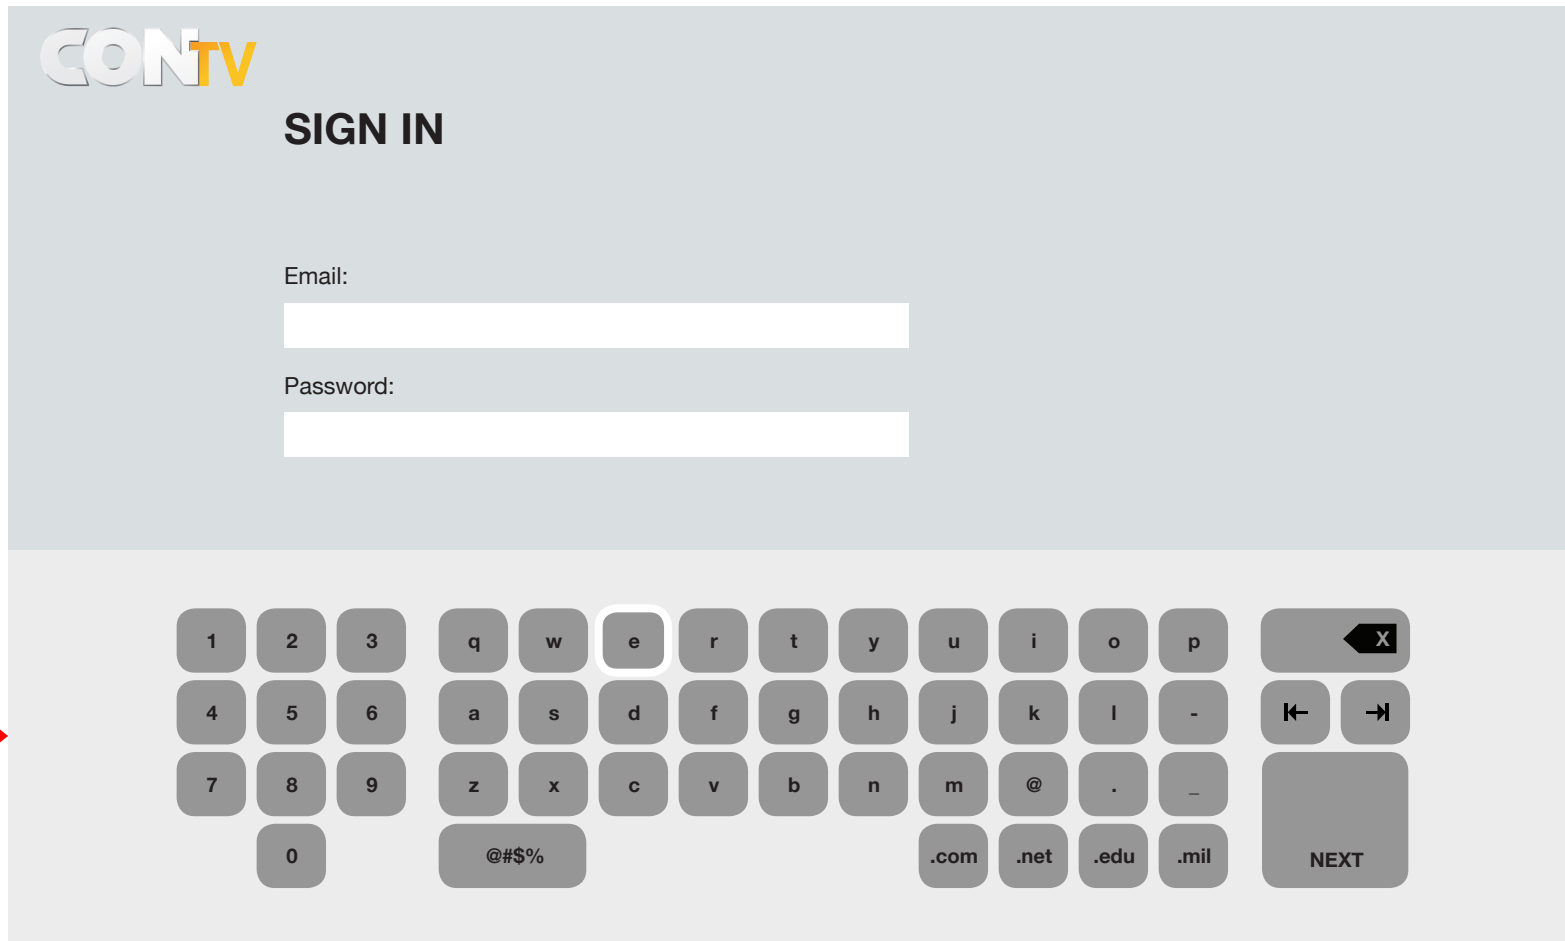 CONTV
SIGN IN
Email:
Password:
1 2 3 q w e r t y u i o p X
4 5 6 a s d f g h j k l -
7 8 9 z x c v b n m @ . _
0 @#$% .com .net .edu .mil NEXT